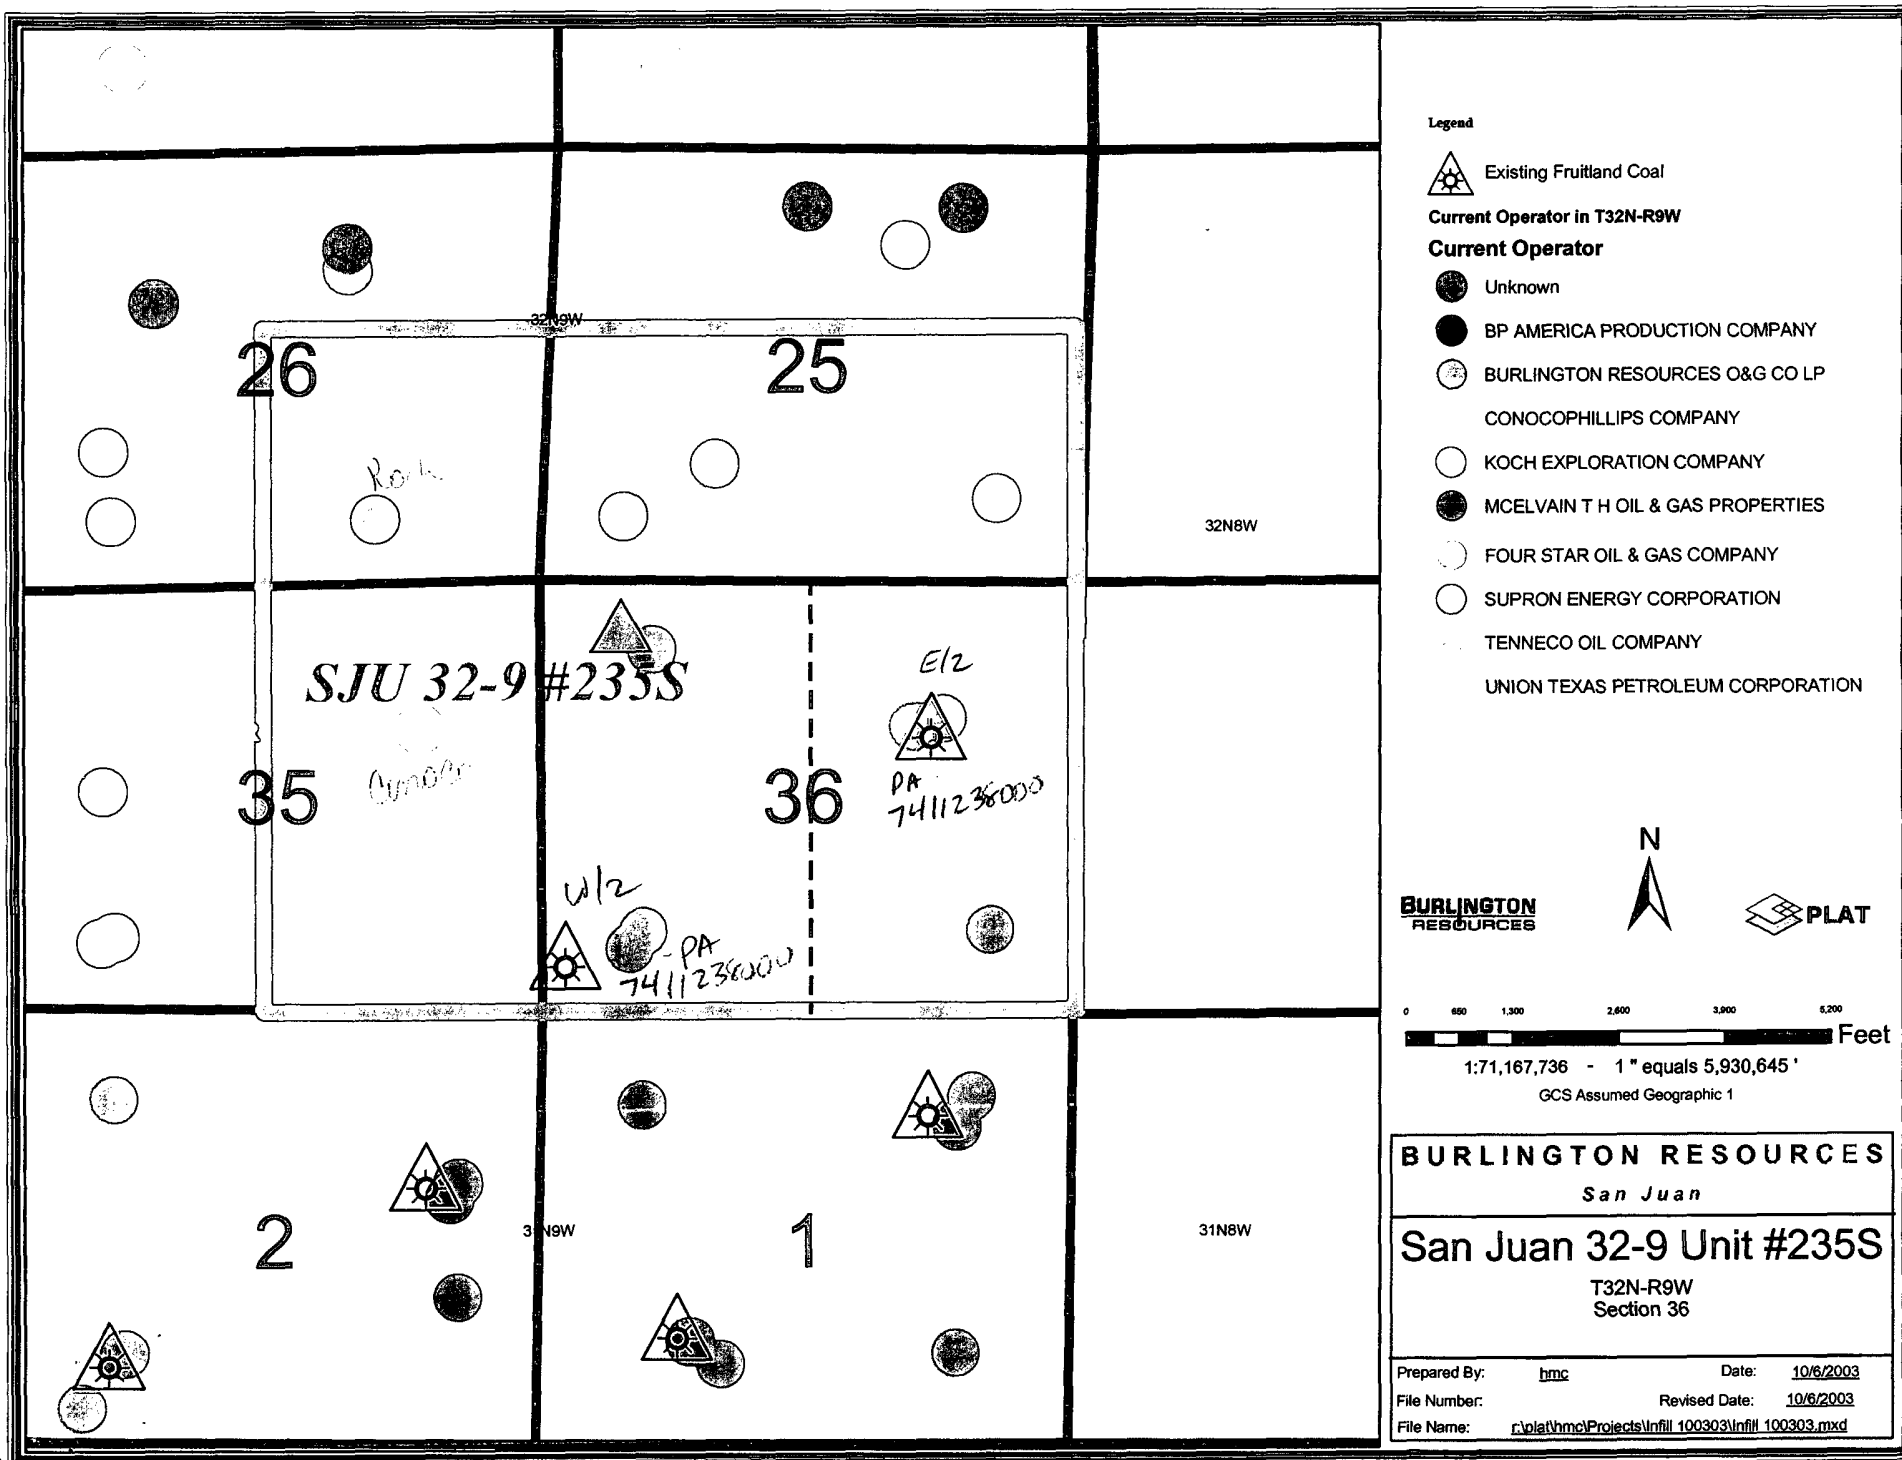 32N9W
26
25
32N8W
SJU 32-9 #235S
E/2
35
36
PA
7411238000
W/2
-PA
7411238000
2
31N9W
1
31N8W
Legend
Existing Fruitland Coal
Current Operator in T32N-R9W
Current Operator
Unknown
BP AMERICA PRODUCTION COMPANY
BURLINGTON RESOURCES O&G CO LP
CONOCOPHILLIPS COMPANY
KOCH EXPLORATION COMPANY
MCELVAIN T H OIL & GAS PROPERTIES
FOUR STAR OIL & GAS COMPANY
SUPRON ENERGY CORPORATION
TENNECO OIL COMPANY
UNION TEXAS PETROLEUM CORPORATION
N
BURLINGTON
RESOURCES
PLAT
0 650 1,300 2,600 3,900 5,200
Feet
1:71,167,736 - 1 " equals 5,930,645 '
GCS Assumed Geographic 1
BURLINGTON RESOURCES
San Juan
San Juan 32-9 Unit #235S
T32N-R9W
Section 36
Prepared By: hmc Date: 10/6/2003
File Number: Revised Date: 10/6/2003
File Name: r:\plat\hmc\Projects\Infill 100303\Infill 100303.mxd